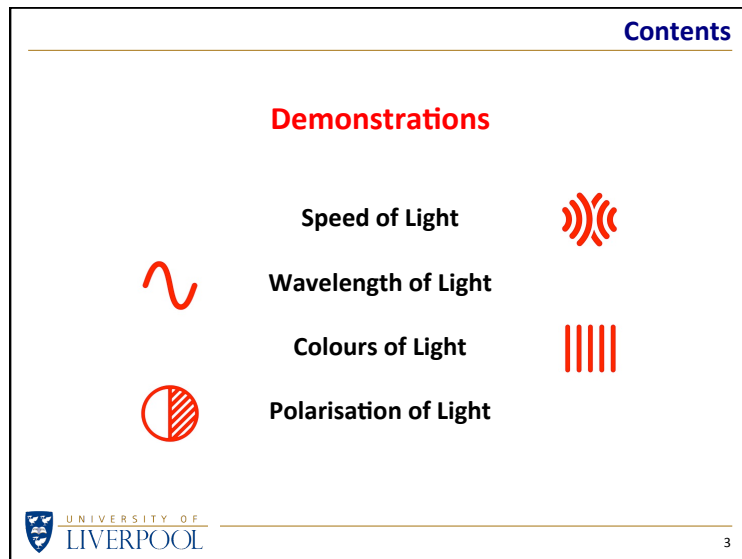 Contents
Demonstrations
Speed of Light
Wavelength of Light
Colours of Light
Polarisation of Light
UNIVERSITY OF
LIVERPOOL
3